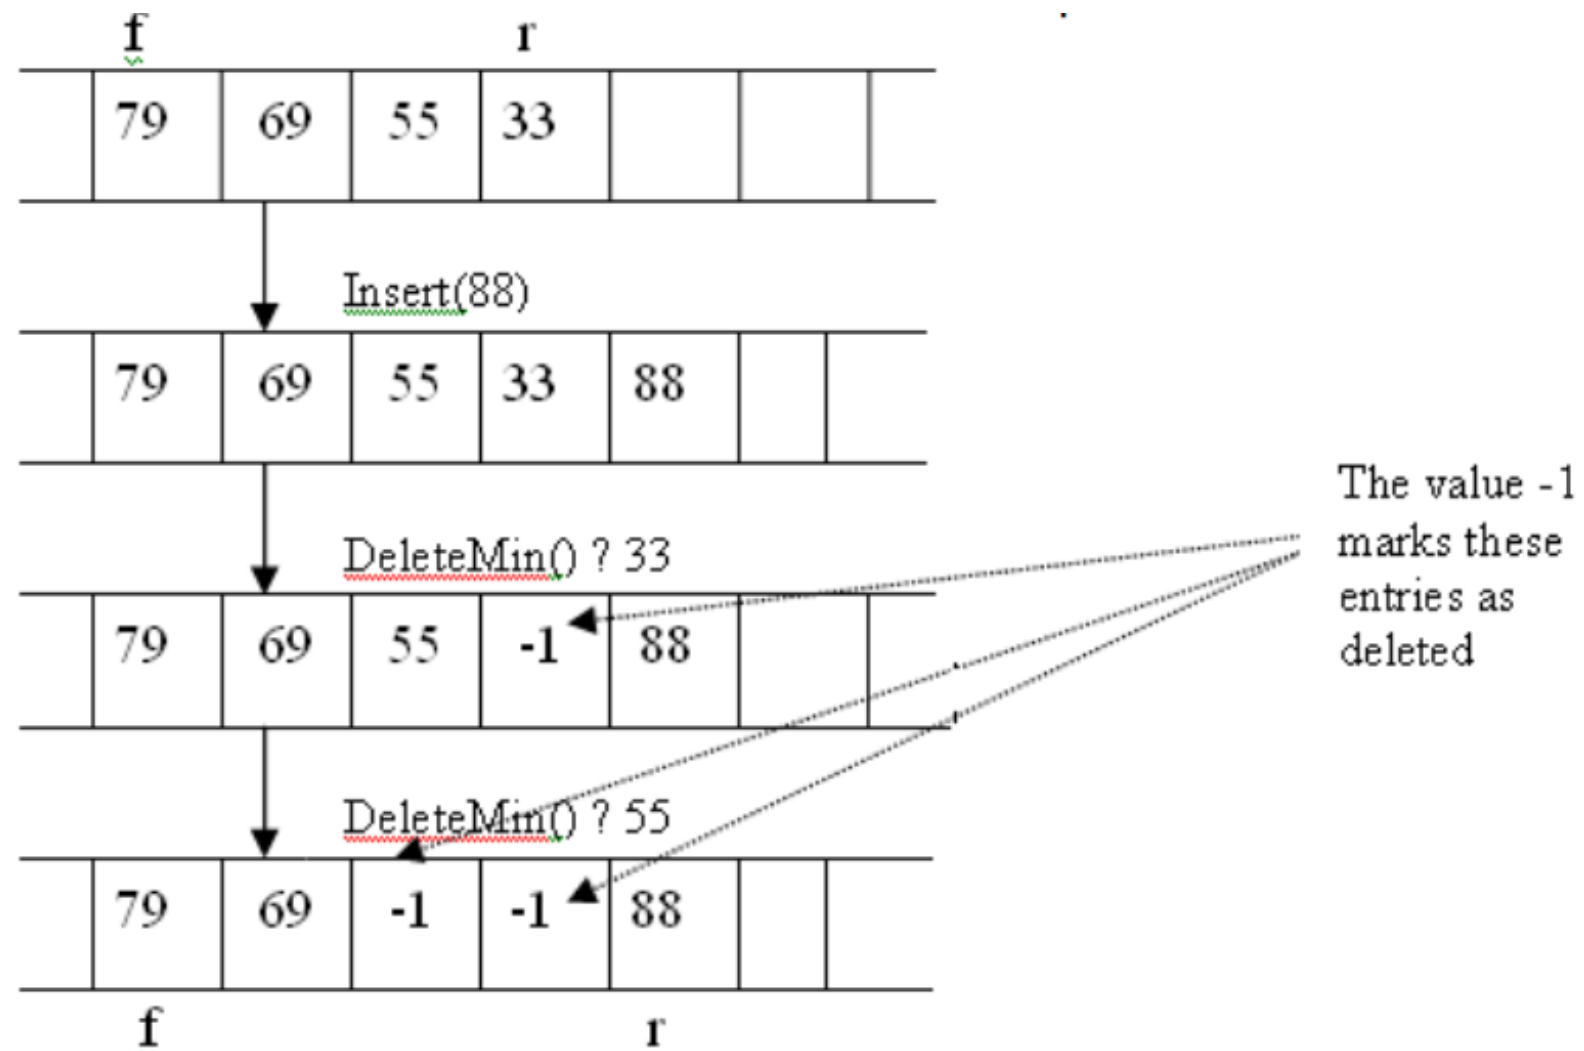 f r
79 69 55 33
Insert(88)
79 69 55 33 88
DeleteMin() ? 33
79 69 55 -1 88
The value -1
marks these
entries as
deleted
DeleteMin() ? 55
79 69 -1 -1 88
f r